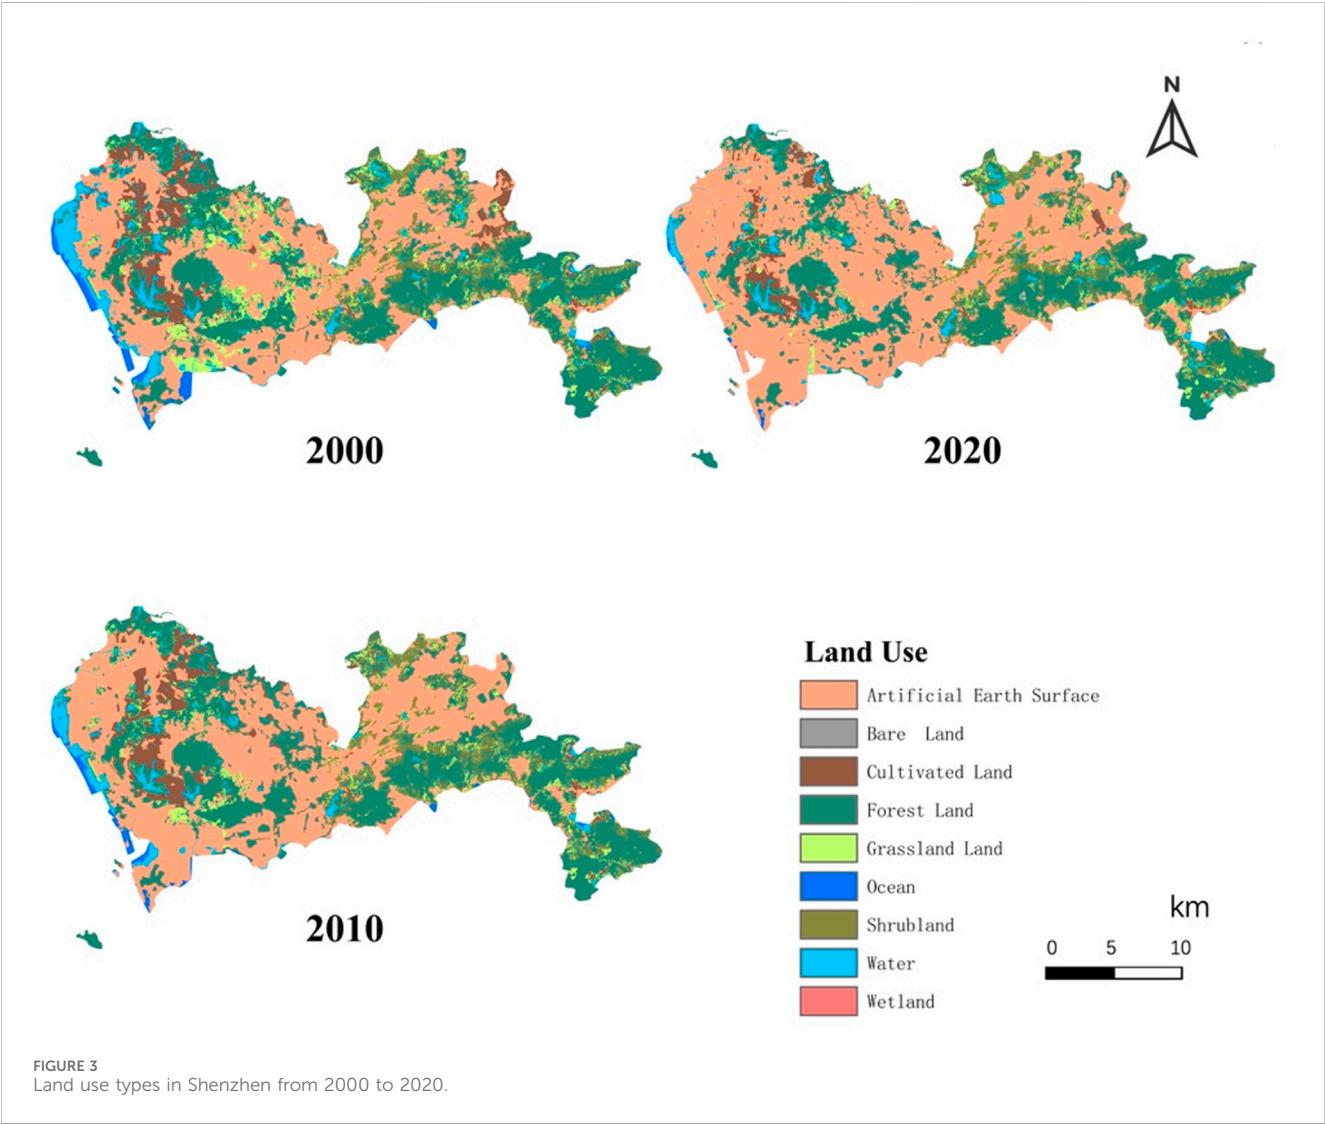 N
2000
2020
2010
Land Use
Artificial Earth Surface
Bare Land
Cultivated Land
Forest Land
Grassland Land
Ocean
Shrubland
Water
Wetland
km
0 5 10
FIGURE 3
Land use types in Shenzhen from 2000 to 2020.